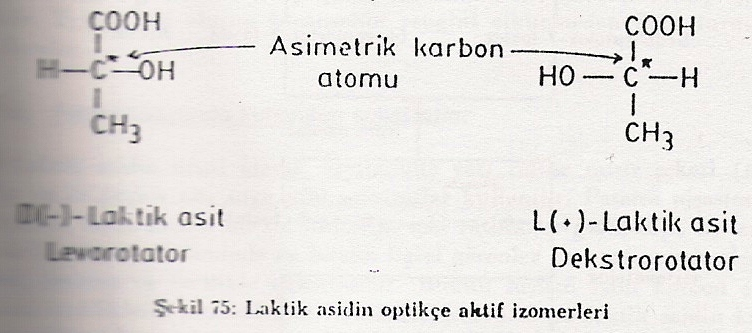 COOH
COOH
Asimetrik karbon
H—C*—OH
HO—C*—H
atomu
CH3
CH3
D(-)-Laktik asit
L(+)-Laktik asit
Levorotator
Dekstrorotator
Şekil 75: Laktik asidin optikçe aktif izomerleri